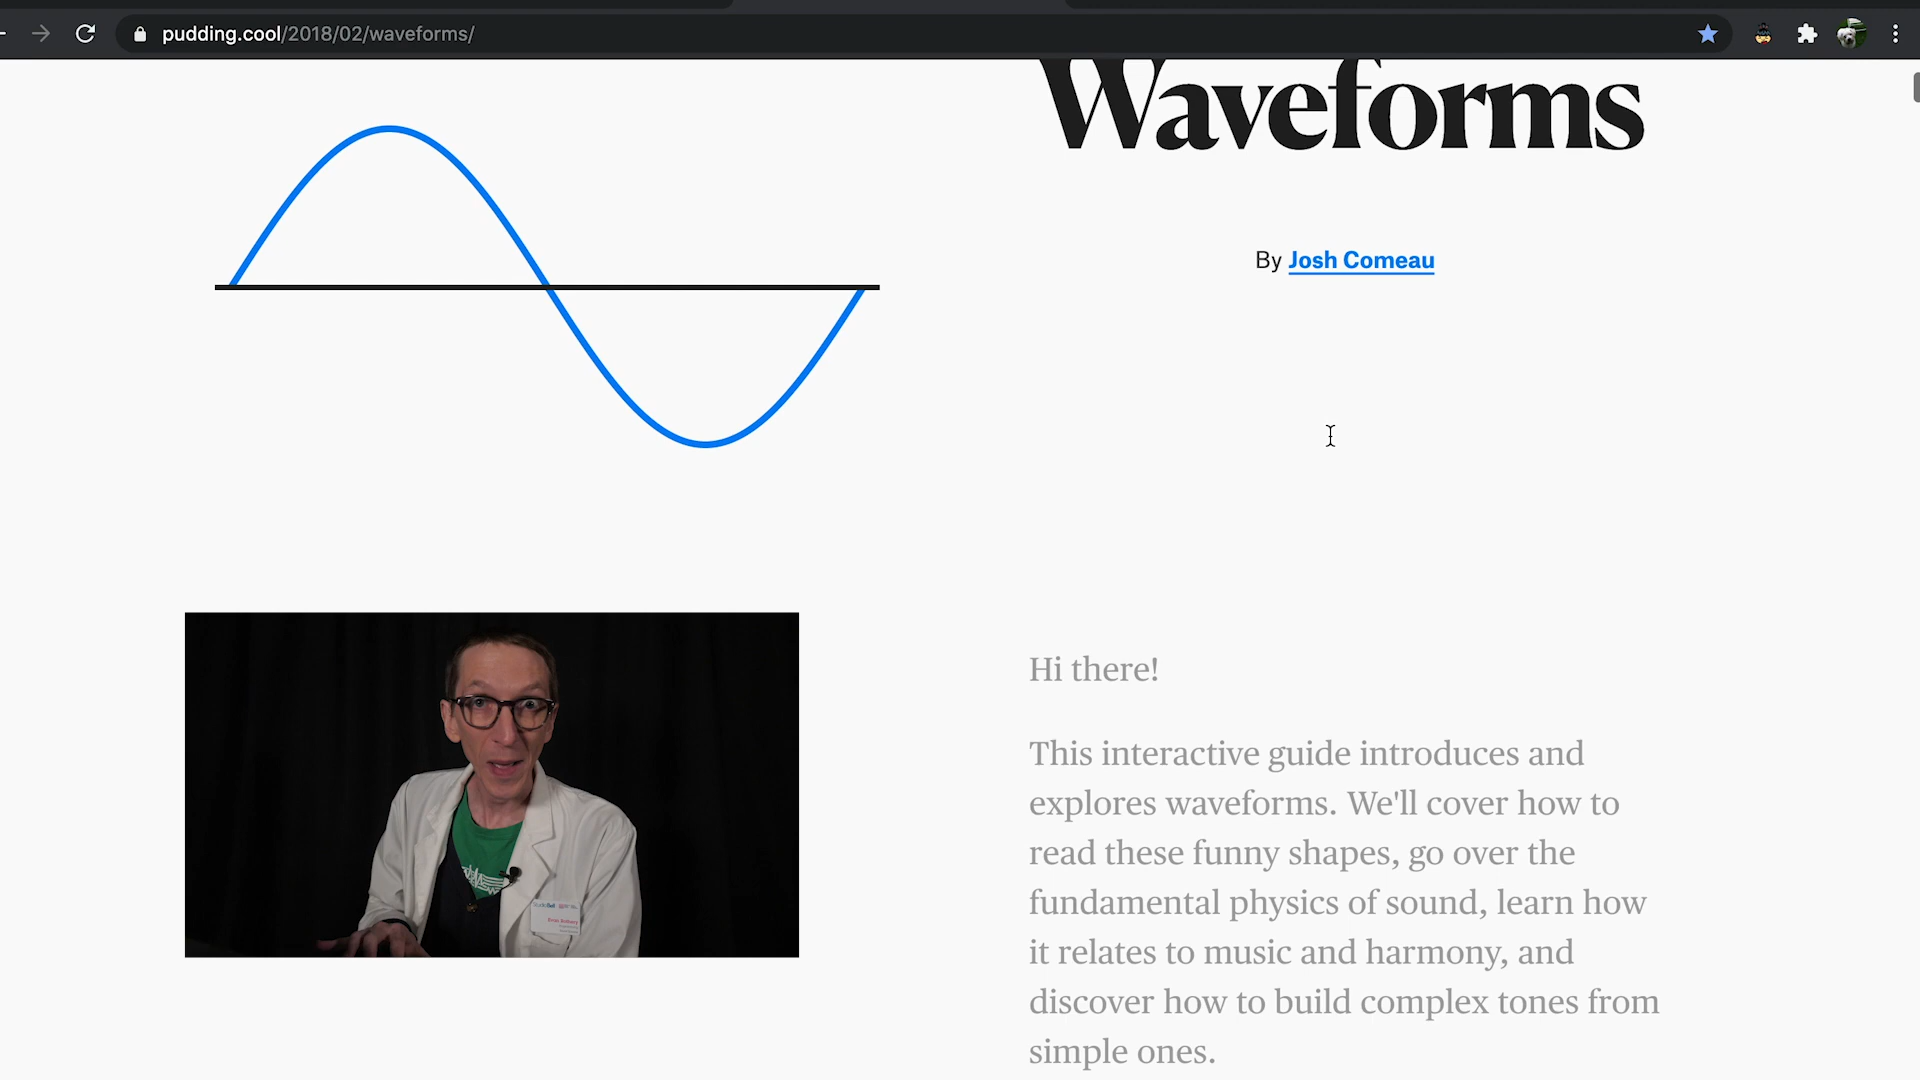 pudding.cool/2018/02/waveforms/
Waveforms
By Josh Comeau
Hi there!
This interactive guide introduces and
explores waveforms. We'll cover how to
read these funny shapes, go over the
fundamental physics of sound, learn how
it relates to music and harmony, and
discover how to build complex tones from
simple ones.